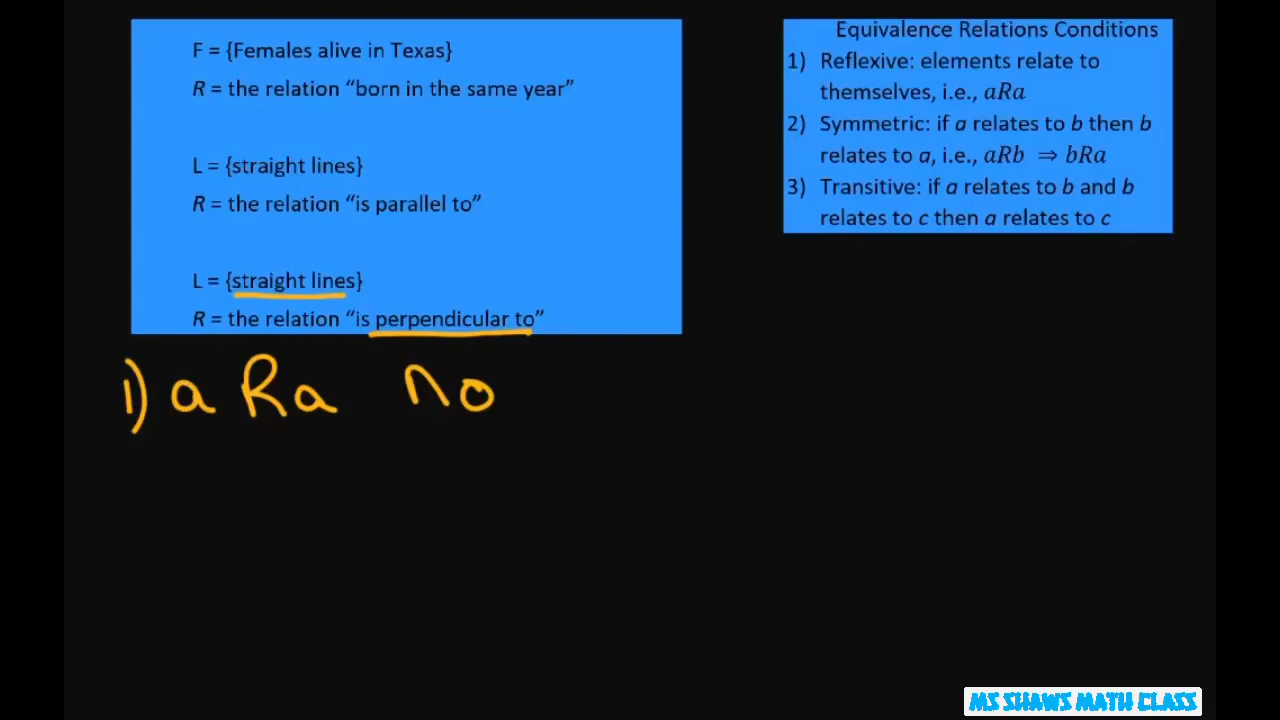 F = {Females alive in Texas}
R = the relation “born in the same year”
L = {straight lines}
R = the relation “is parallel to”
L = {straight lines}
R = the relation “is perpendicular to”
Equivalence Relations Conditions
1) Reflexive: elements relate to
themselves, i.e., aRa
2) Symmetric: if a relates to b then b
relates to a, i.e., aRb ⇒ bRa
3) Transitive: if a relates to b and b
relates to c then a relates to c
1) a R a no
MS SHAWS MATH CLASS